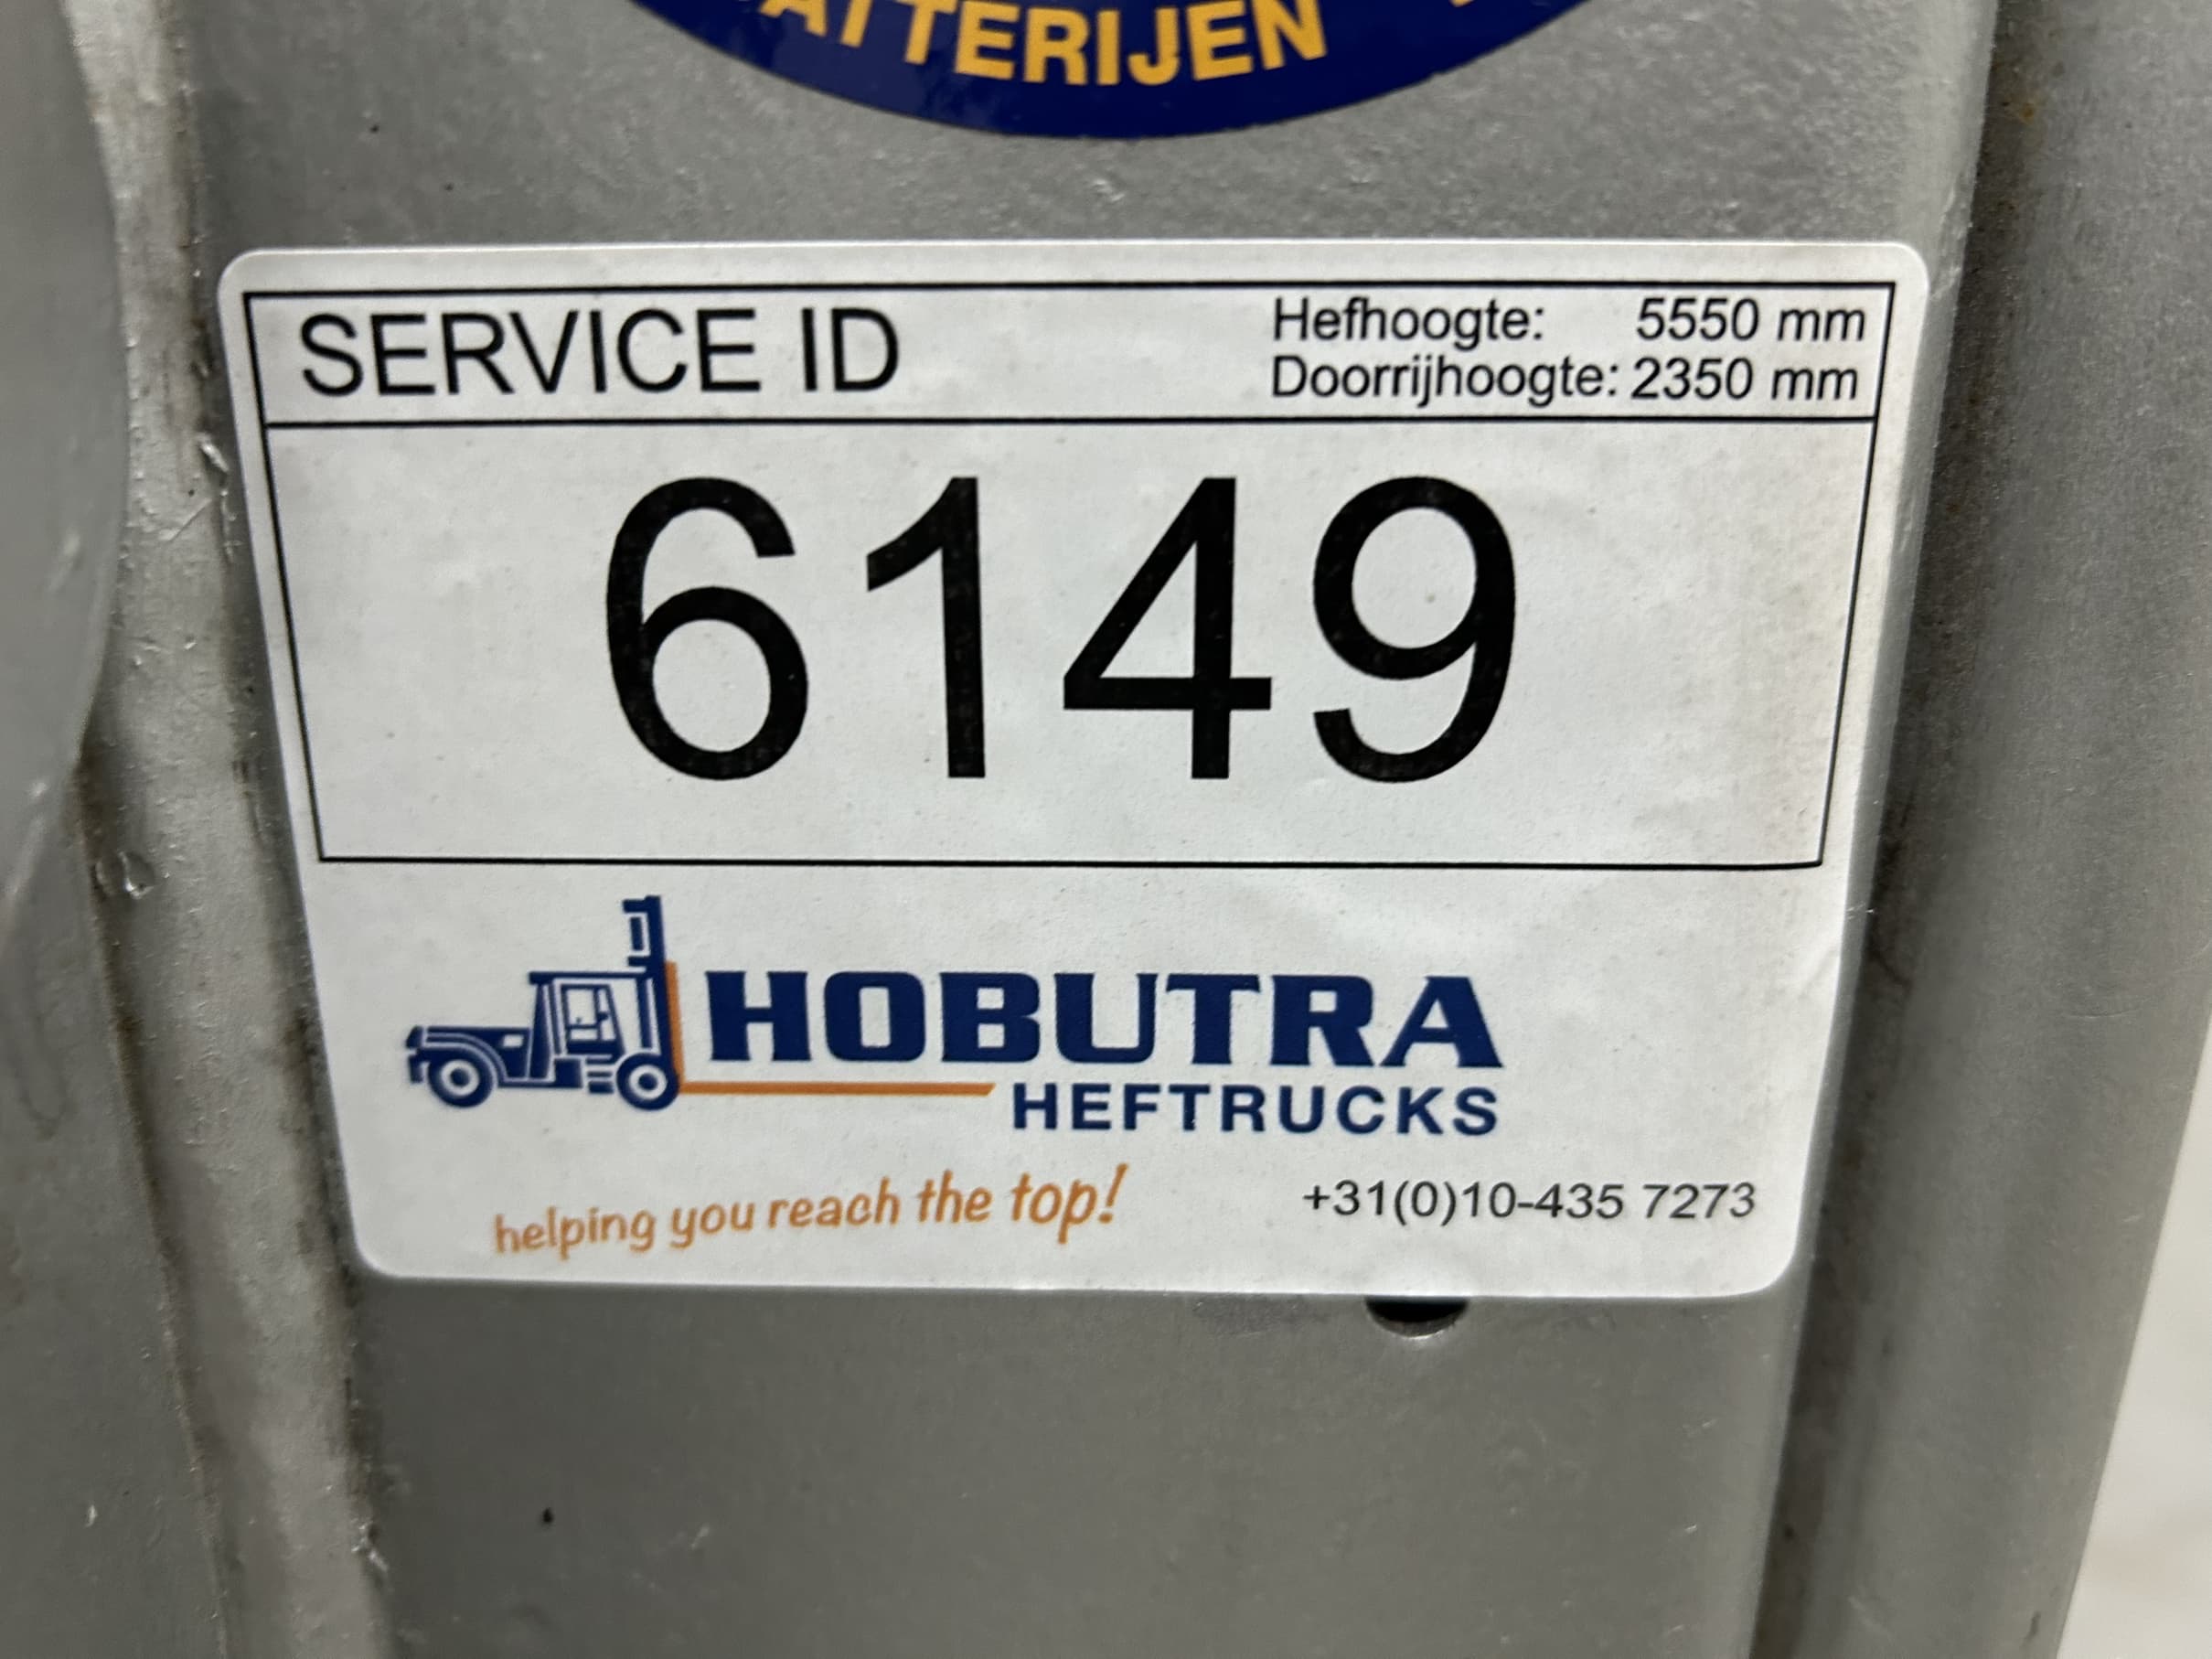 ATTERIJEN
SERVICE ID
Hefhoogte: 5550 mm
Doorrijhoogte: 2350 mm
6149
HOBUTRA
HEFTRUCKS
helping you reach the top!
+31(0)10-435 7273